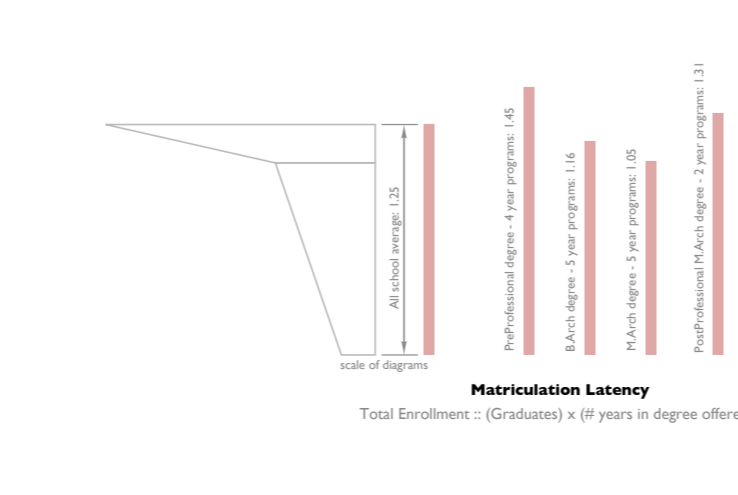 All school average: 1.25
scale of diagrams
PreProfessional degree - 4 year programs: 1.45
B.Arch degree - 5 year programs: 1.16
M.Arch degree - 5 year programs: 1.05
PostProfessional M.Arch degree - 2 year programs: 1.31
Matriculation Latency
Total Enrollment :: (Graduates) x (# years in degree offere